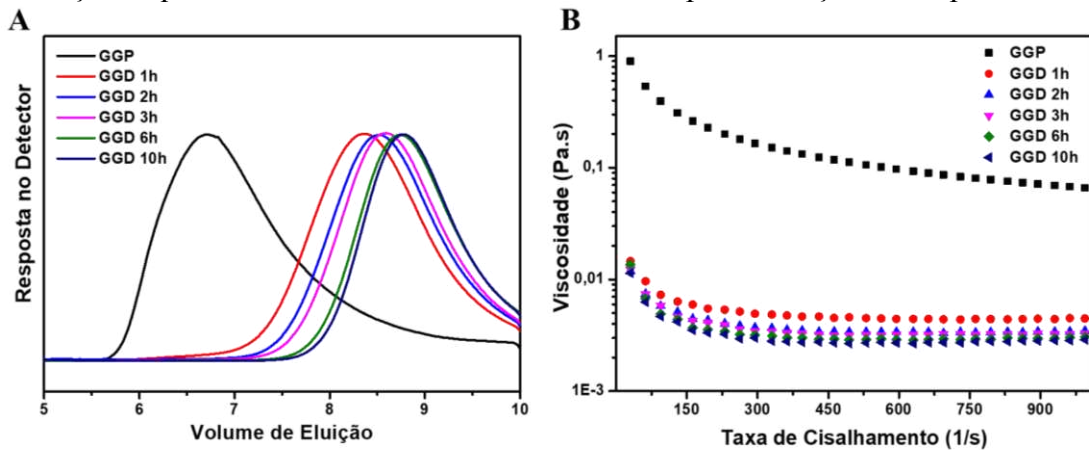 A
GGP
GGD 1h
GGD 2h
GGD 3h
GGD 6h
GGD 10h
Resposta no Detector
5 6 7 8 9 10
Volume de Eluição
B
GGP
GGD 1h
GGD 2h
GGD 3h
GGD 6h
GGD 10h
Viscosidade (Pa.s)
1
0,1
0,01
1E-3
150 300 450 600 750 900
Taxa de Cisalhamento (1/s)